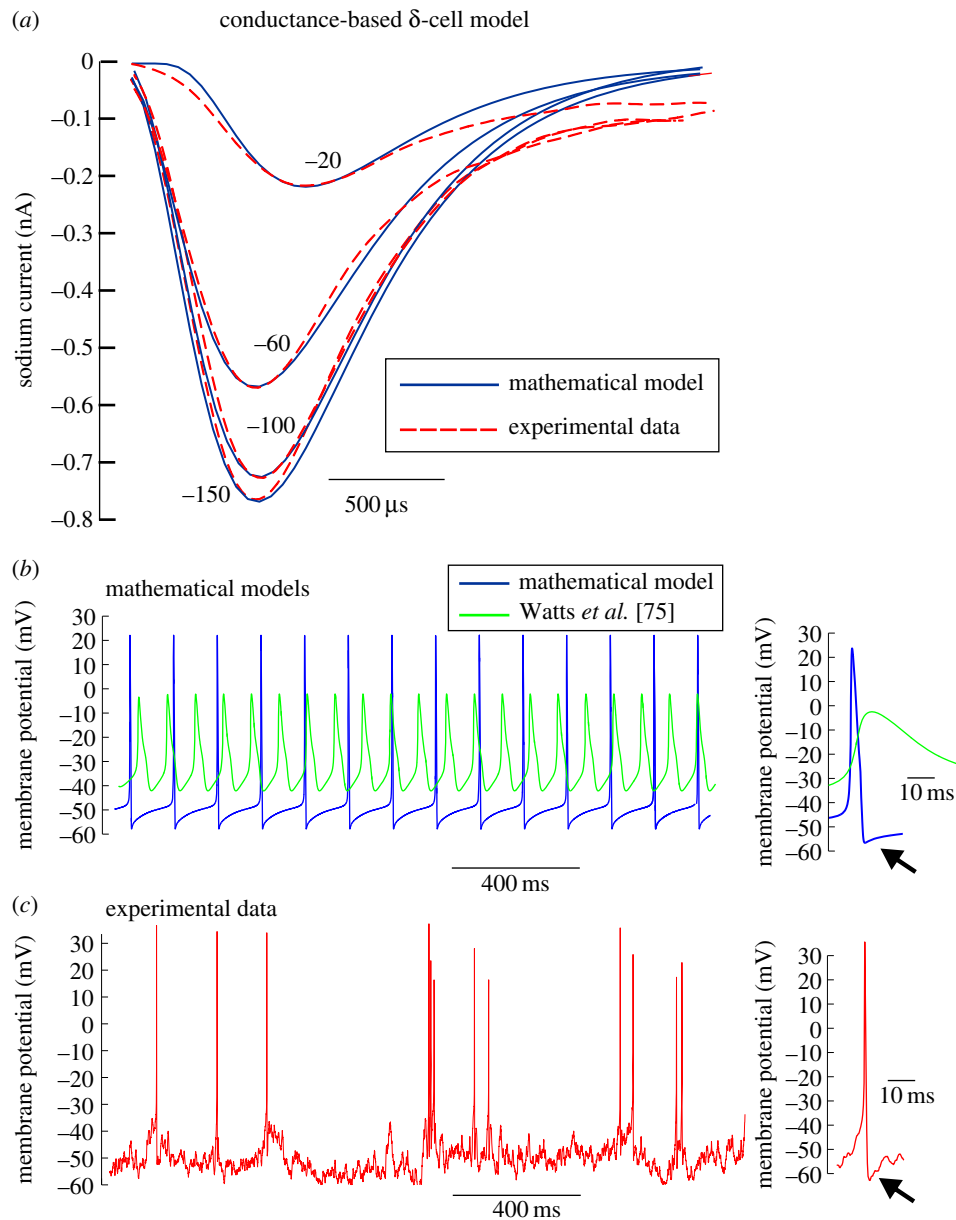 (a)
conductance-based δ-cell model
0
–0.1
–0.2
–0.3
–0.4
–0.5
–0.6
–0.7
–0.8
sodium current (nA)
–20
–60
–100
–150
mathematical model
experimental data
500 µs
(b)
mathematical models
mathematical model
Watts et al. [75]
30
20
10
0
–10
–20
–30
–40
–50
–60
membrane potential (mV)
400 ms
30
20
10
0
–10
–20
–30
–40
–50
–60
membrane potential (mV)
10 ms
(c)
experimental data
30
20
10
0
–10
–20
–30
–40
–50
–60
membrane potential (mV)
400 ms
30
20
10
0
–10
–20
–30
–40
–50
–60
membrane potential (mV)
10 ms